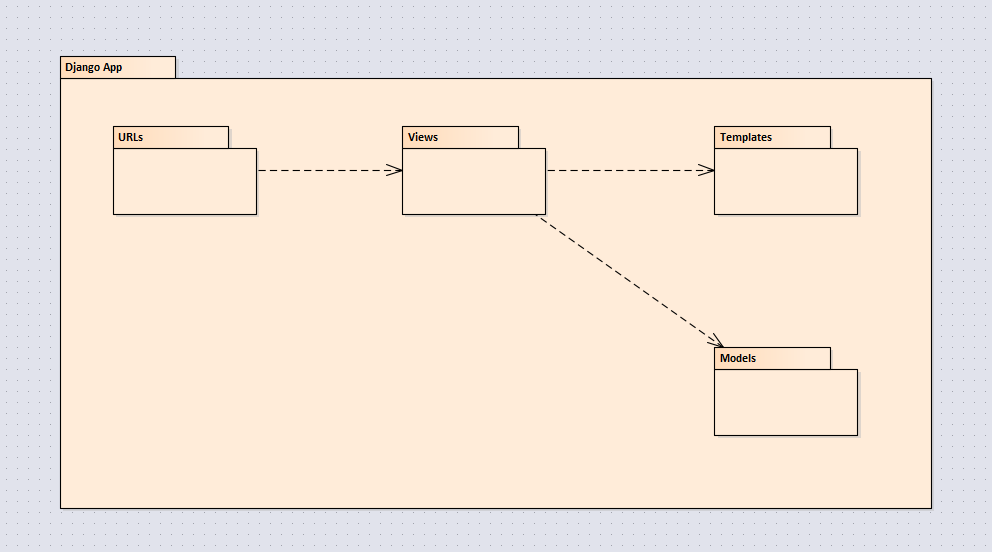 Django App
URLs
Views
Templates
Models